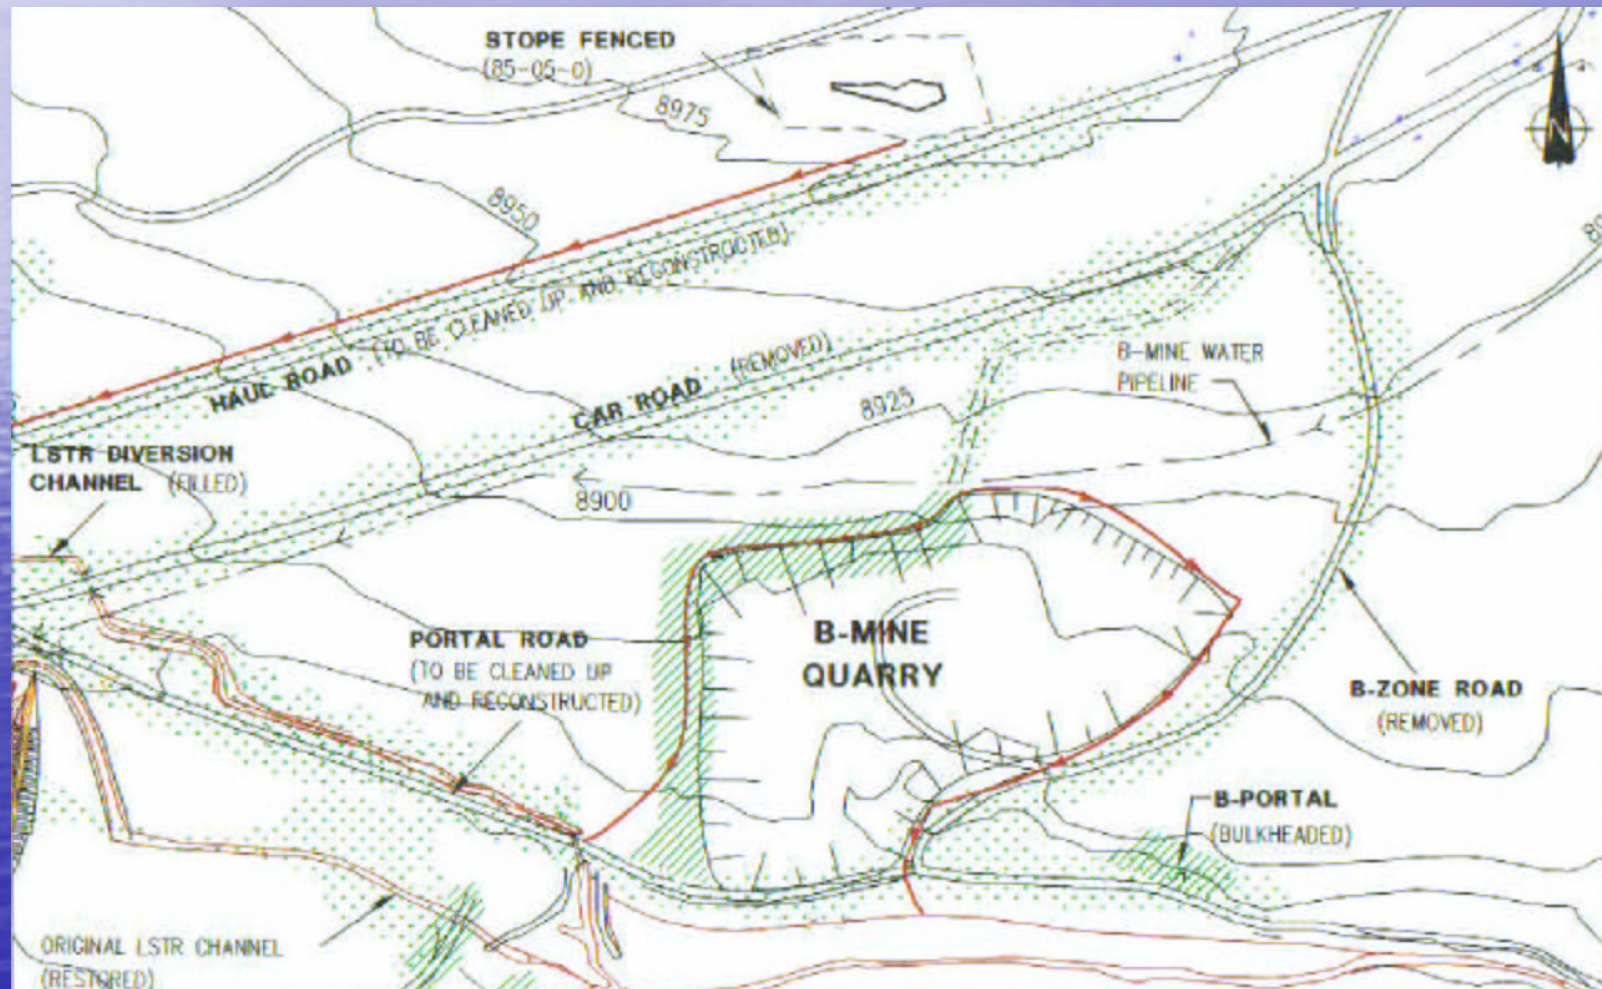 STOPE FENCED
(85-05-0)
8975
N
8950
HAUL ROAD (TO BE CLEANED UP AND RECONSTRUCTED)
CAR ROAD (REMOVED)
B-MINE WATER
PIPELINE
8925
LSTR DIVERSION
CHANNEL (FILLED)
8900
PORTAL ROAD
(TO BE CLEANED UP
AND RECONSTRUCTED)
B-MINE
QUARRY
B-ZONE ROAD
(REMOVED)
B-PORTAL
(BULKHEADED)
ORIGINAL LSTR CHANNEL
(RESTORED)